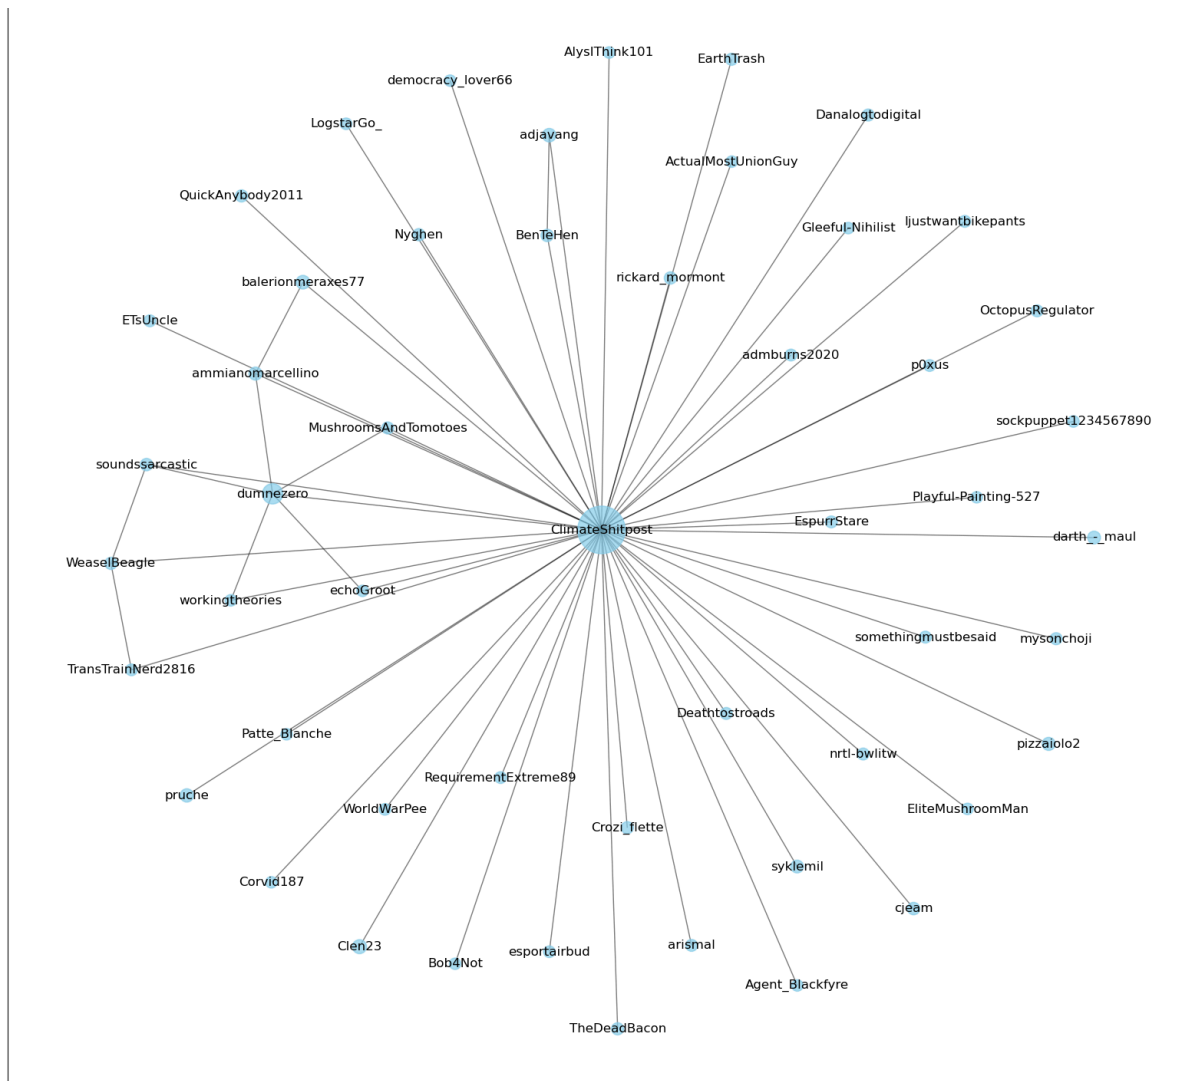 AlysIThink101
EarthTrash
democracy_lover66
Danalogtodigital
LogstarGo_
adjavang
ActualMostUnionGuy
QuickAnybody2011
Ijustwantbikepants
Gleeful-Nihilist
Nyghen
BenTeHen
rickard_mormont
balerionmeraxes77
OctopusRegulator
ETsUncle
admburns2020
p0xus
ammianomarcellino
sockpuppet1234567890
MushroomsAndTomotoes
soundssarcastic
dumnezero
Playful-Painting-527
EspurrStare
ClimateShitpost
darth_-_maul
WeaselBeagle
echoGroot
workingtheories
somethingmustbesaid
mysonchoji
TransTrainNerd2816
Deathtostroads
Patte_Blanche
pizzaiolo2
nrtl-bwlitw
RequirementExtreme89
pruche
WorldWarPee
EliteMushroomMan
Crozi_flette
syklemil
Corvid187
cjeam
Clen23
arismal
esportairbud
Bob4Not
Agent_Blackfyre
TheDeadBacon